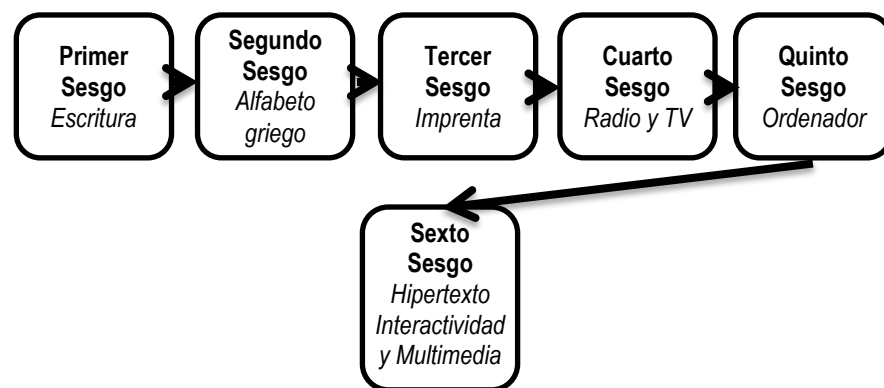 Primer
Sesgo
Escritura
Segundo
Sesgo
Alfabeto
griego
Tercer
Sesgo
Imprenta
Cuarto
Sesgo
Radio y TV
Quinto
Sesgo
Ordenador
Sexto
Sesgo
Hipertexto
Interactividad
y Multimedia